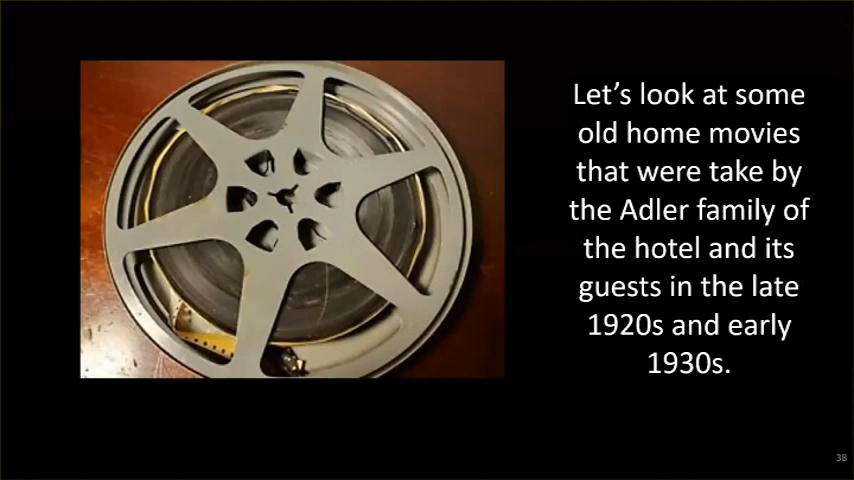 Let’s look at some
old home movies
that were take by
the Adler family of
the hotel and its
guests in the late
1920s and early
1930s.
38